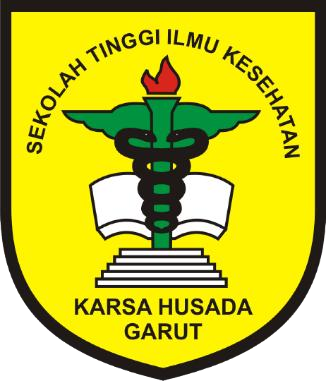 SEKOLAH TINGGI ILMU KESEHATAN
KARSA HUSADA
GARUT